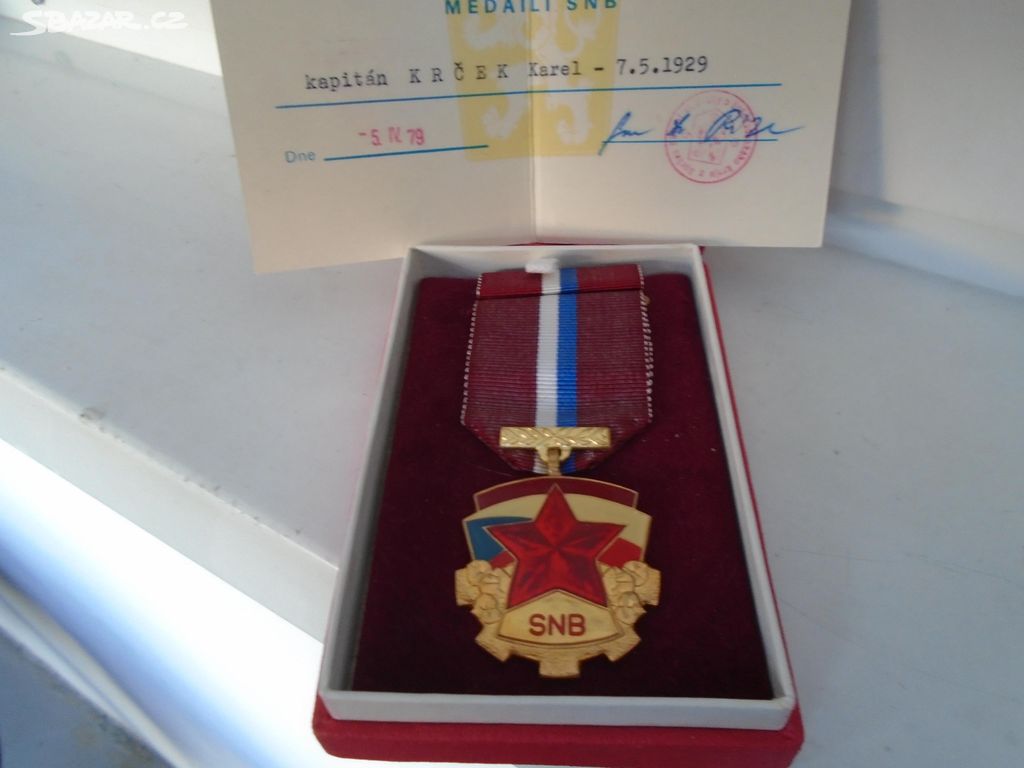 SBAZAR.CZ
MEDAILI SNB
kapitán K R Č E K Karel - 7.5.1929
-5. IV. 79
Dne
SNB